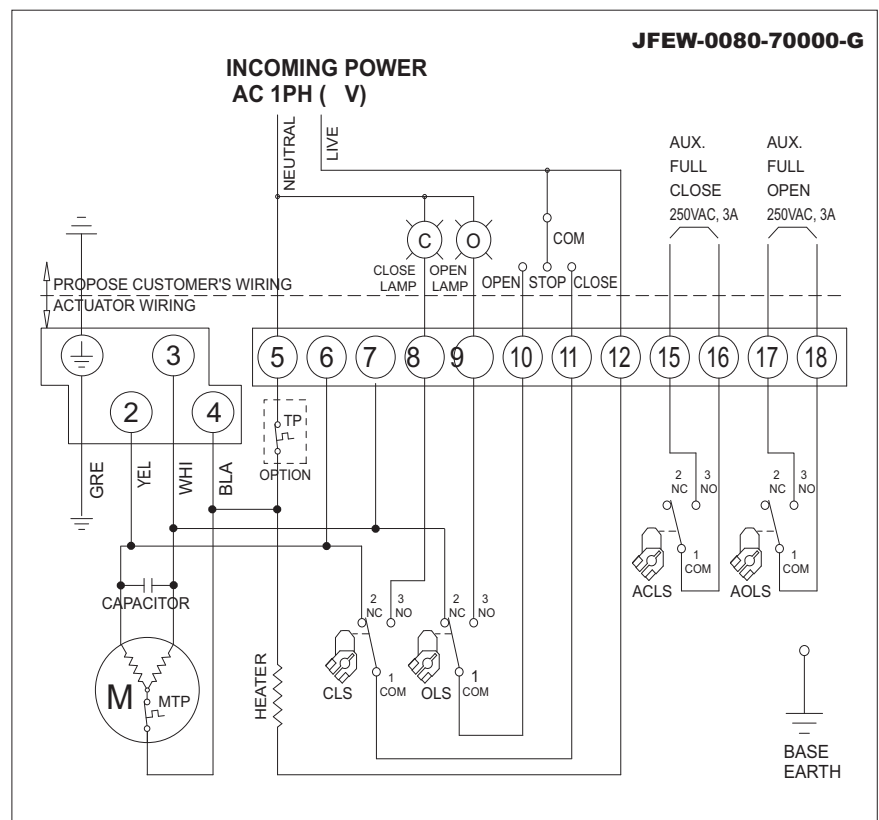 JFEW-0080-70000-G
INCOMING POWER
AC 1PH (   V)
NEUTRAL
LIVE
AUX.
FULL
CLOSE
250VAC, 3A
AUX.
FULL
OPEN
250VAC, 3A
C
O
COM
CLOSE
LAMP
OPEN
LAMP
OPEN
STOP
CLOSE
PROPOSE CUSTOMER'S WIRING
ACTUATOR WIRING
3
2
4
5
6
7
8
9
10
11
12
15
16
17
18
GRE
YEL
WHI
BLA
TP
OPTION
2
NC
3
NO
1
COM
ACLS
2
NC
3
NO
1
COM
AOLS
CAPACITOR
M
MTP
HEATER
2
NC
3
NO
1
COM
CLS
2
NC
3
NO
1
COM
OLS
BASE
EARTH